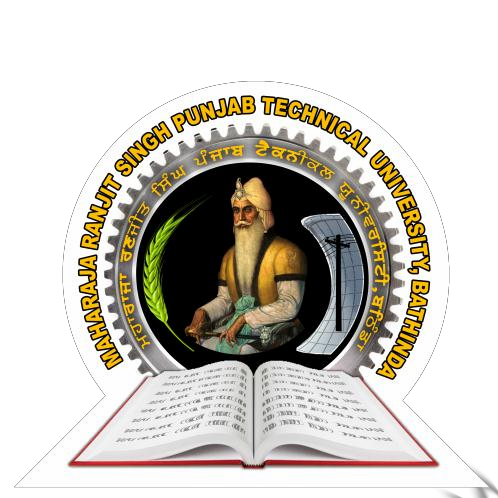 MAHARAJA RANJIT SINGH PUNJAB TECHNICAL UNIVERSITY, BATHINDA
ਮਹਾਰਾਜਾ ਰਣਜੀਤ ਸਿੰਘ ਪੰਜਾਬ ਟੈਕਨੀਕਲ ਯੂਨੀਵਰਸਿਟੀ, ਬਠਿੰਡਾ